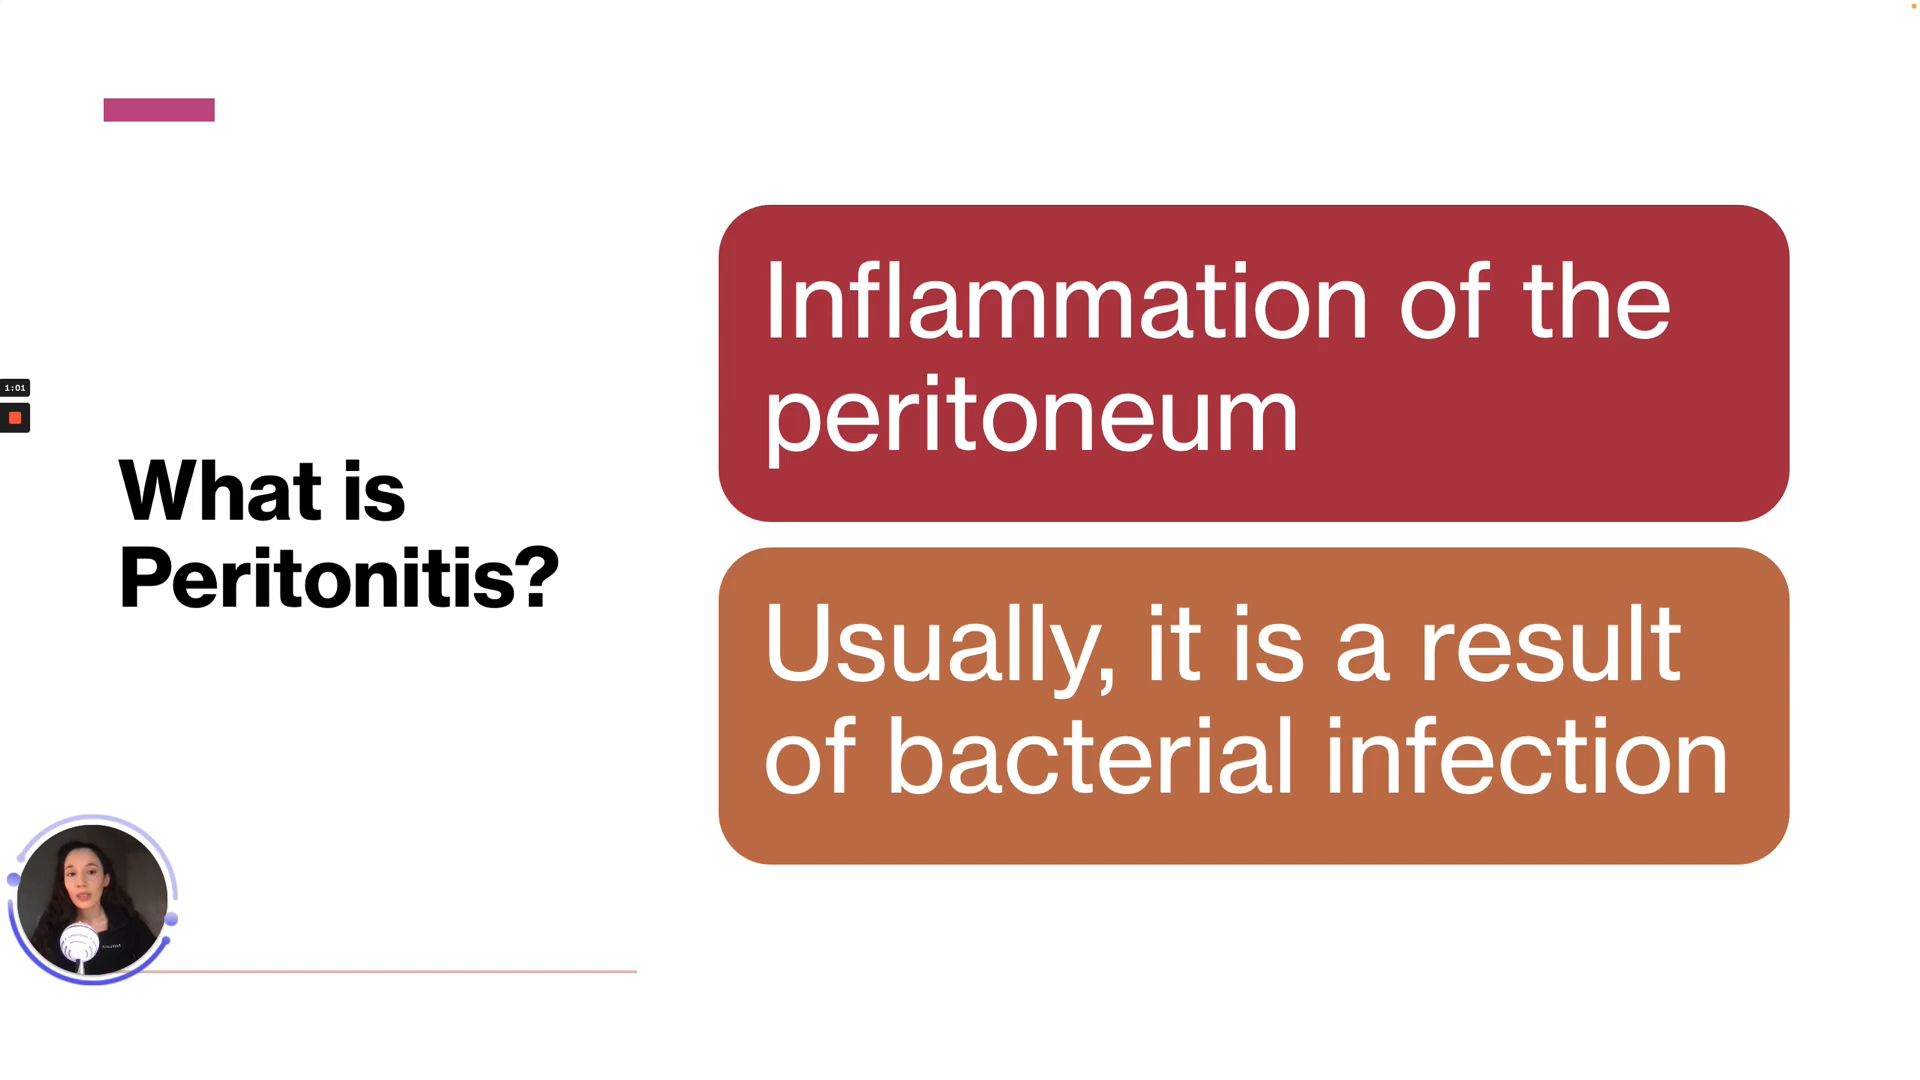 1:01
What is
Peritonitis?
Inflammation of the
peritoneum
Usually, it is a result
of bacterial infection